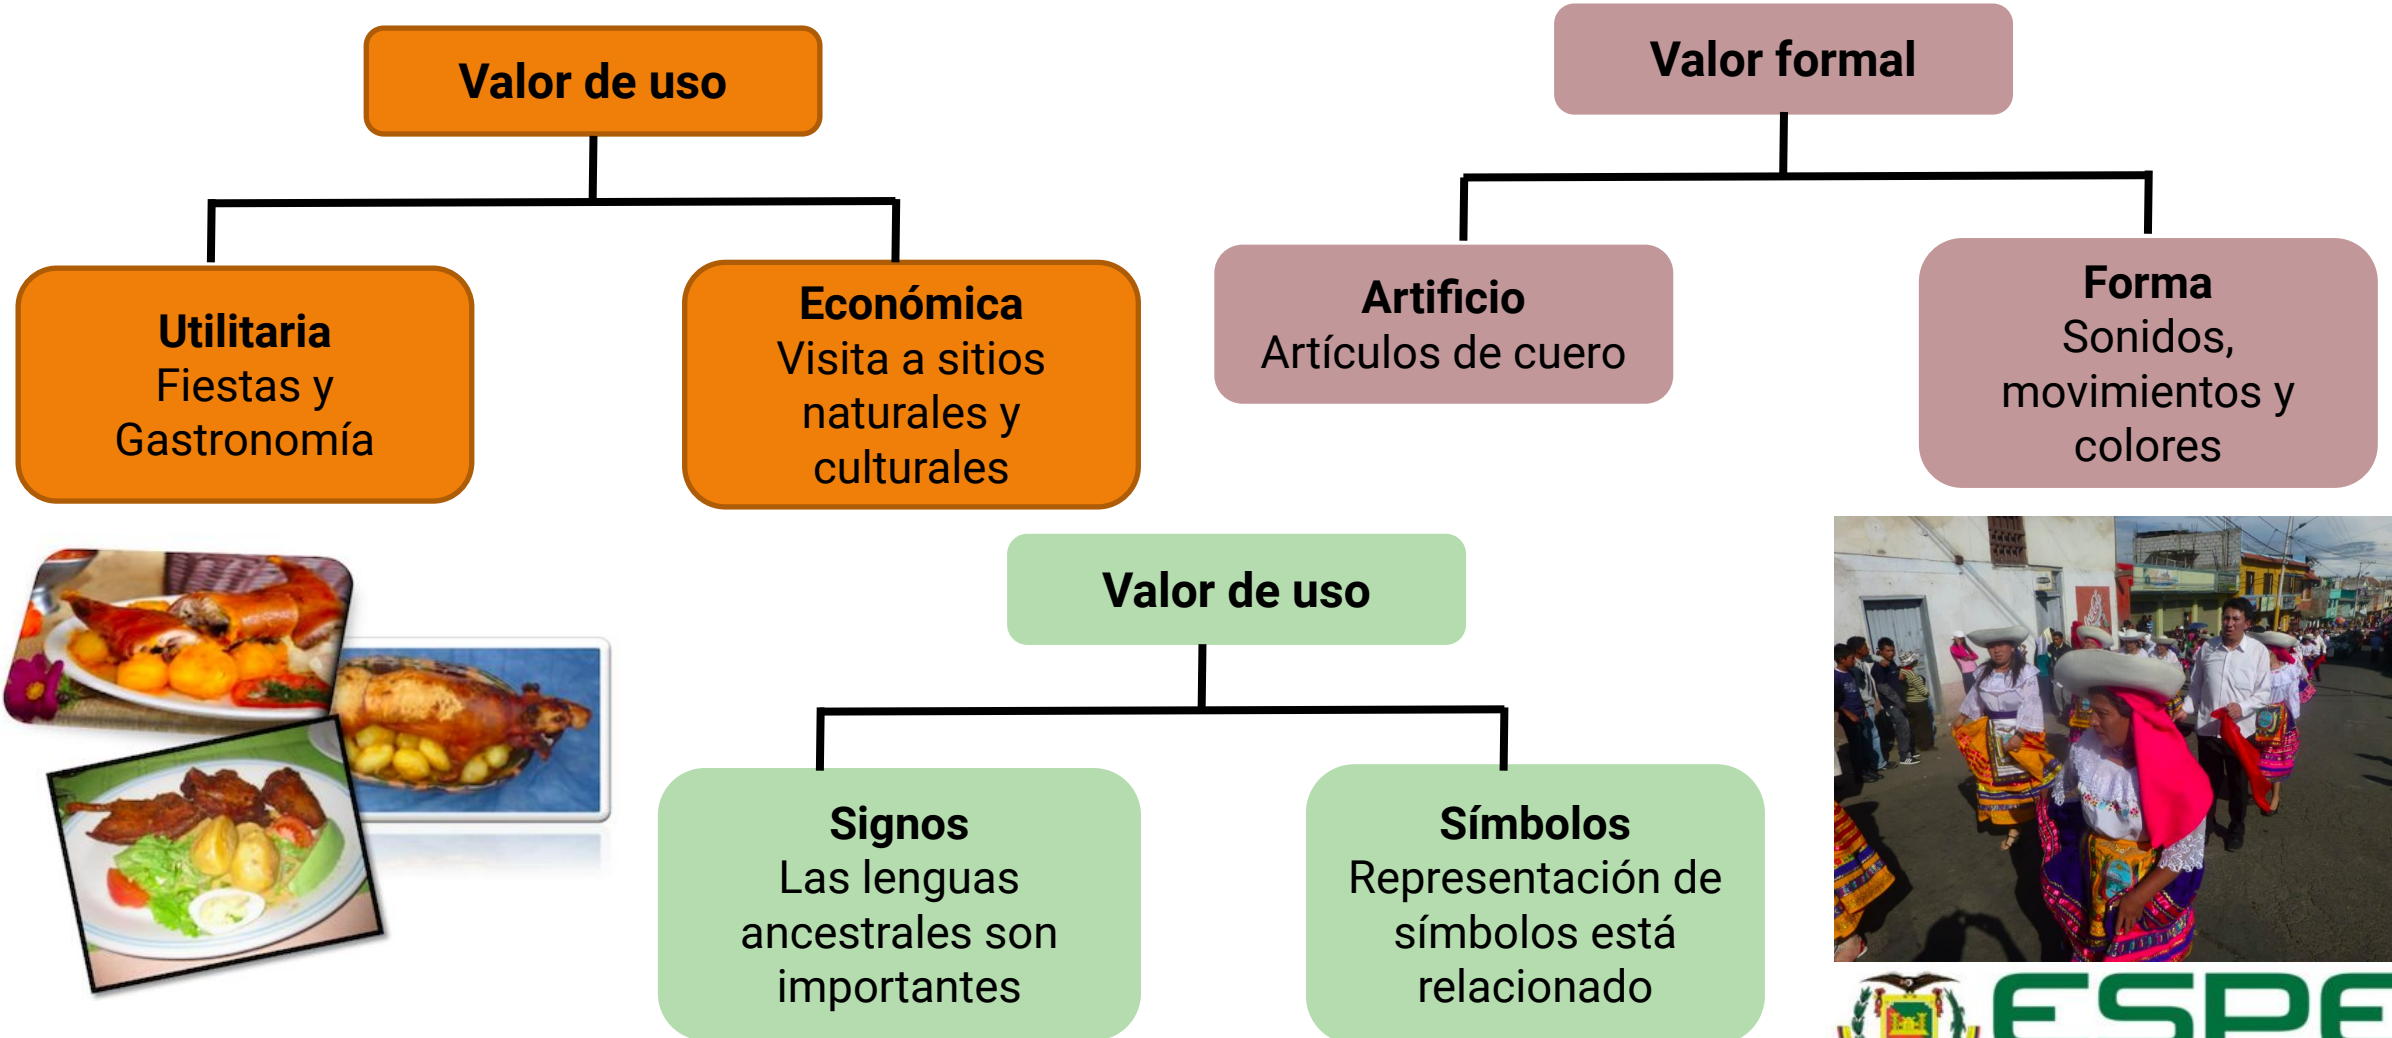 Valor de uso
Utilitaria
Fiestas y
Gastronomía
Económica
Visita a sitios
naturales y
culturales
Valor formal
Artificio
Artículos de cuero
Forma
Sonidos,
movimientos y
colores
Valor de uso
Signos
Las lenguas
ancestrales son
importantes
Símbolos
Representación de
símbolos está
relacionado
ESPE